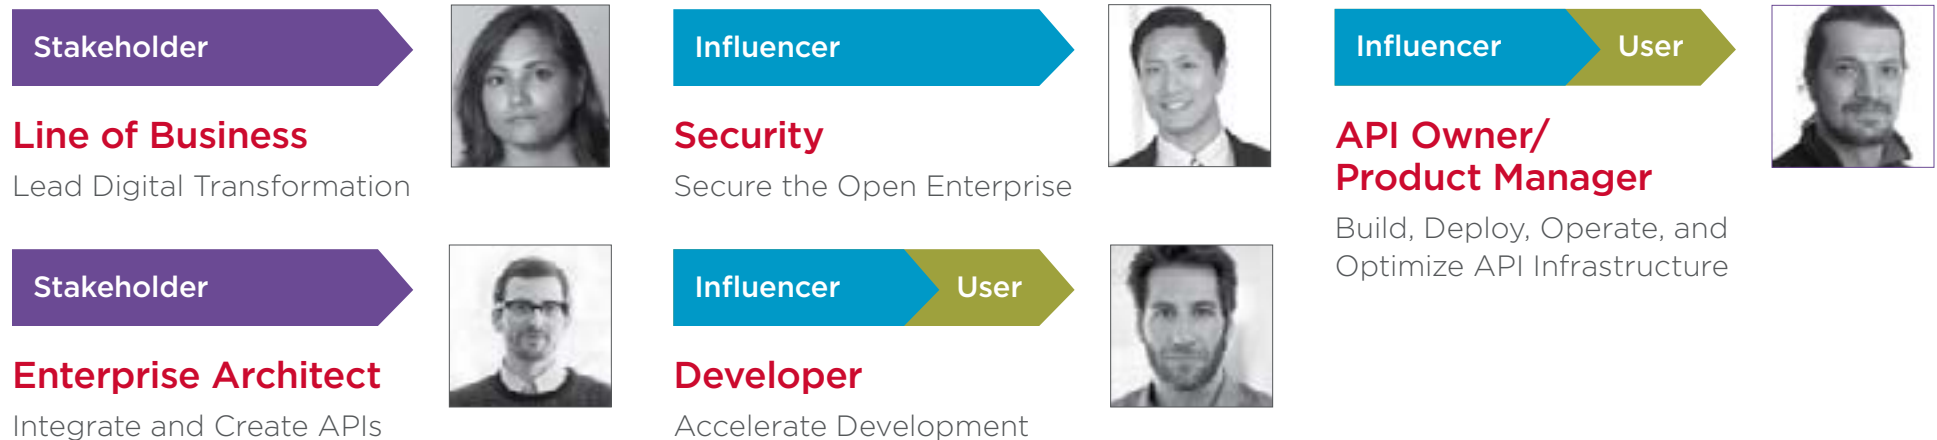 Stakeholder
Line of Business
Lead Digital Transformation
Influencer
Security
Secure the Open Enterprise
Influencer User
API Owner/
Product Manager
Build, Deploy, Operate, and
Optimize API Infrastructure
Stakeholder
Enterprise Architect
Integrate and Create APIs
Influencer User
Developer
Accelerate Development